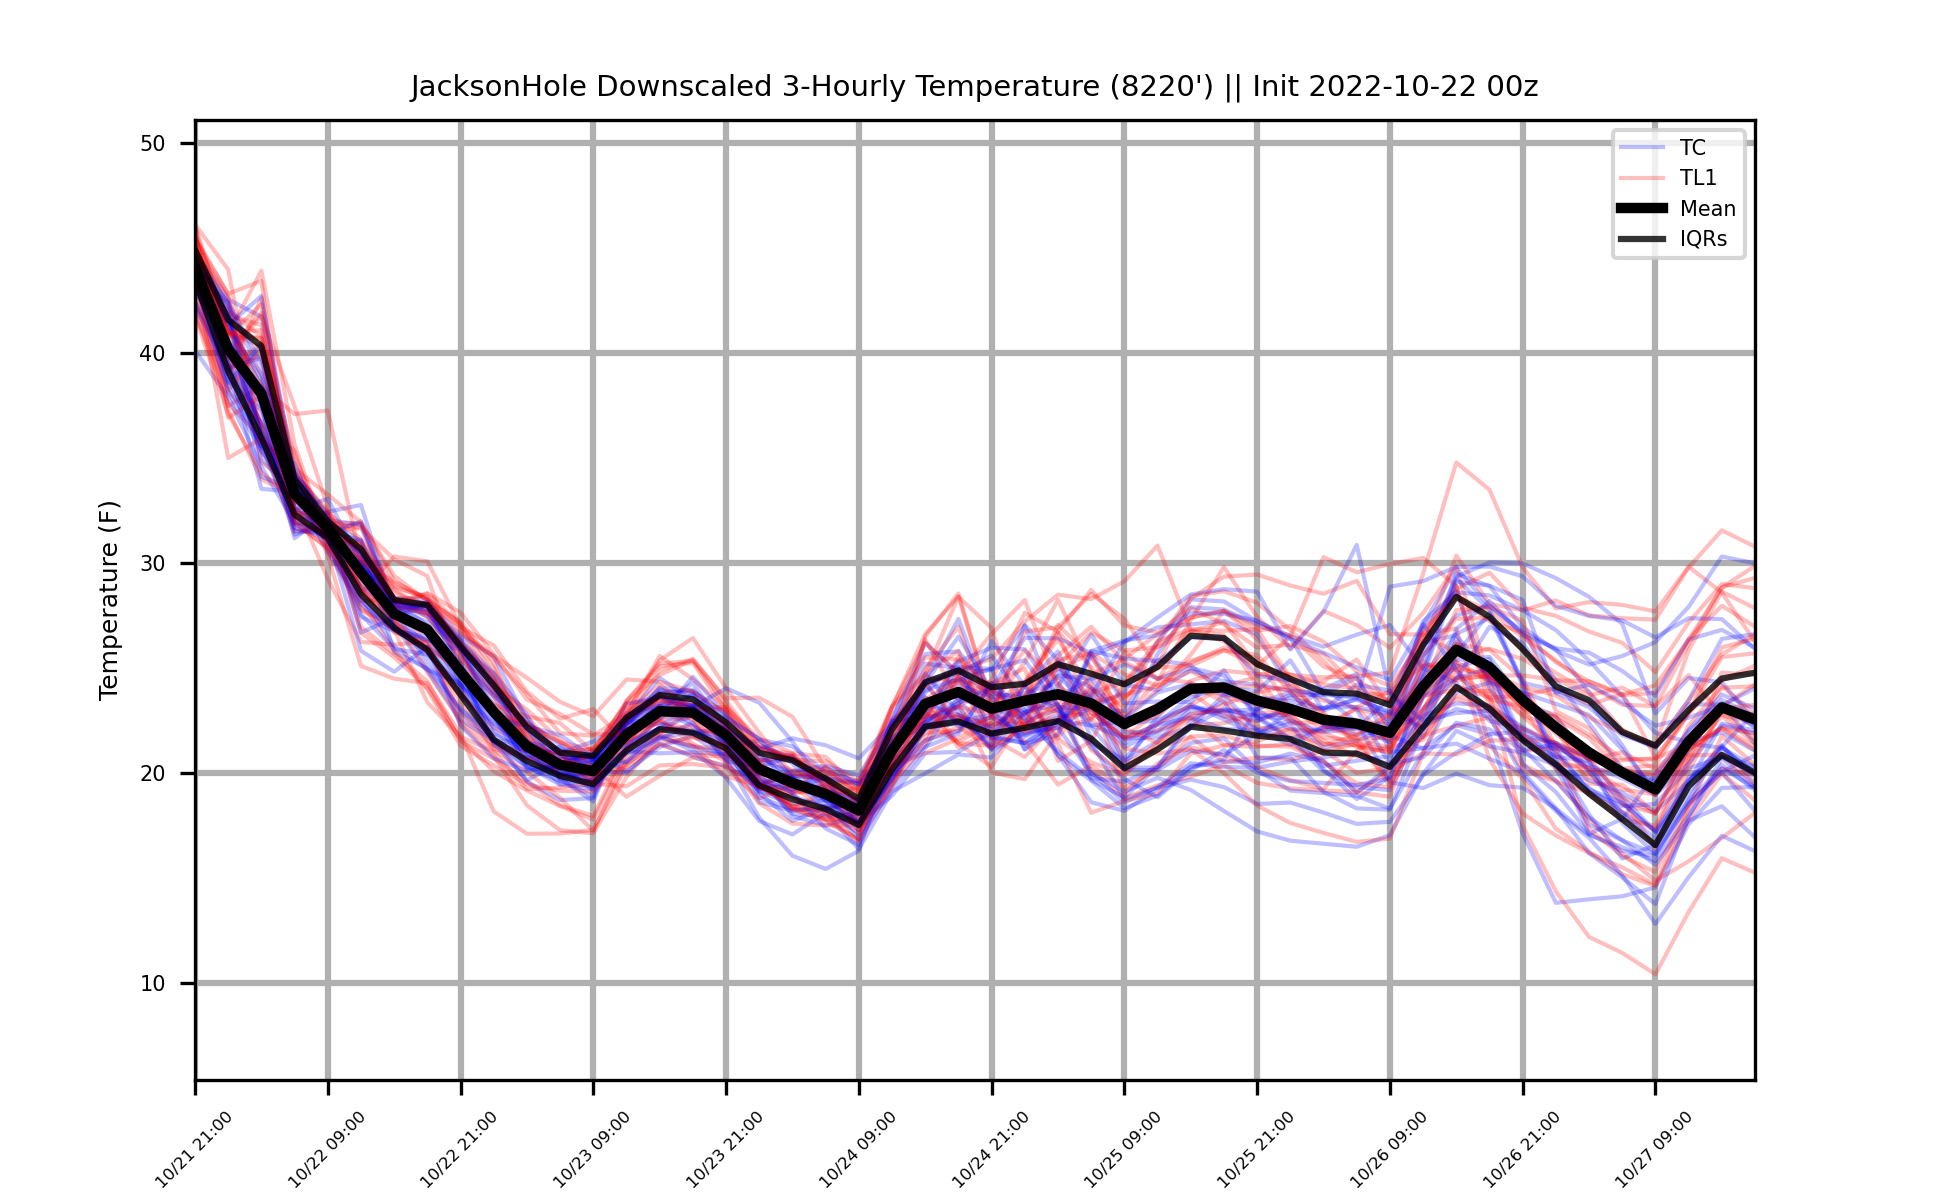 JacksonHole Downscaled 3-Hourly Temperature (8220') || Init 2022-10-22 00z
TC
TL1
Mean
IQRs
Temperature (F)
50
40
30
20
10
10/21 21:00
10/22 09:00
10/22 21:00
10/23 09:00
10/23 21:00
10/24 09:00
10/24 21:00
10/25 09:00
10/25 21:00
10/26 09:00
10/26 21:00
10/27 09:00